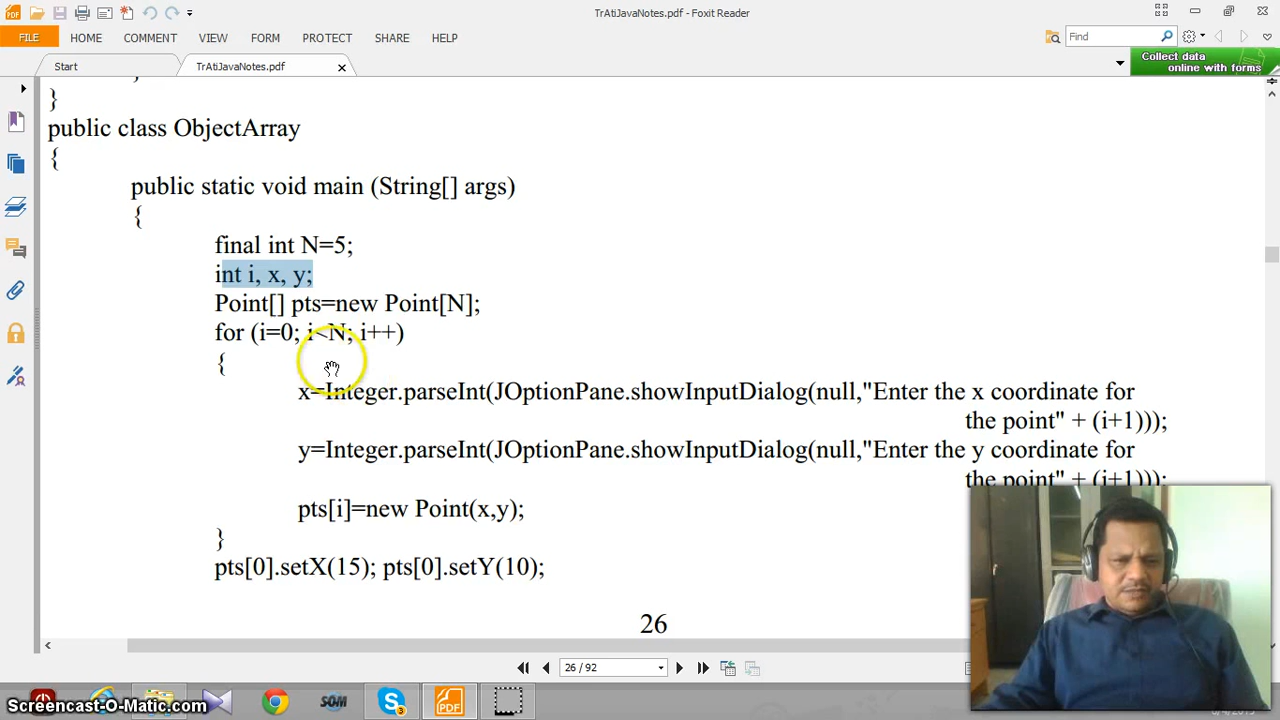 TrAtiJavaNotes.pdf - Foxit Reader
FILE HOME COMMENT VIEW FORM PROTECT SHARE HELP
Find
Start TrAtiJavaNotes.pdf
Collect data
online with forms
}
public class ObjectArray
{
public static void main (String[] args)
{
final int N=5;
int i, x, y;
Point[] pts=new Point[N];
for (i=0; i<N; i++)
{
x=Integer.parseInt(JOptionPane.showInputDialog(null,"Enter the x coordinate for
the point" + (i+1)));
y=Integer.parseInt(JOptionPane.showInputDialog(null,"Enter the y coordinate for
the point" + (i+1)));
pts[i]=new Point(x,y);
}
pts[0].setX(15); pts[0].setY(10);
26
26 / 92
SOM
Screencast-O-Matic.com